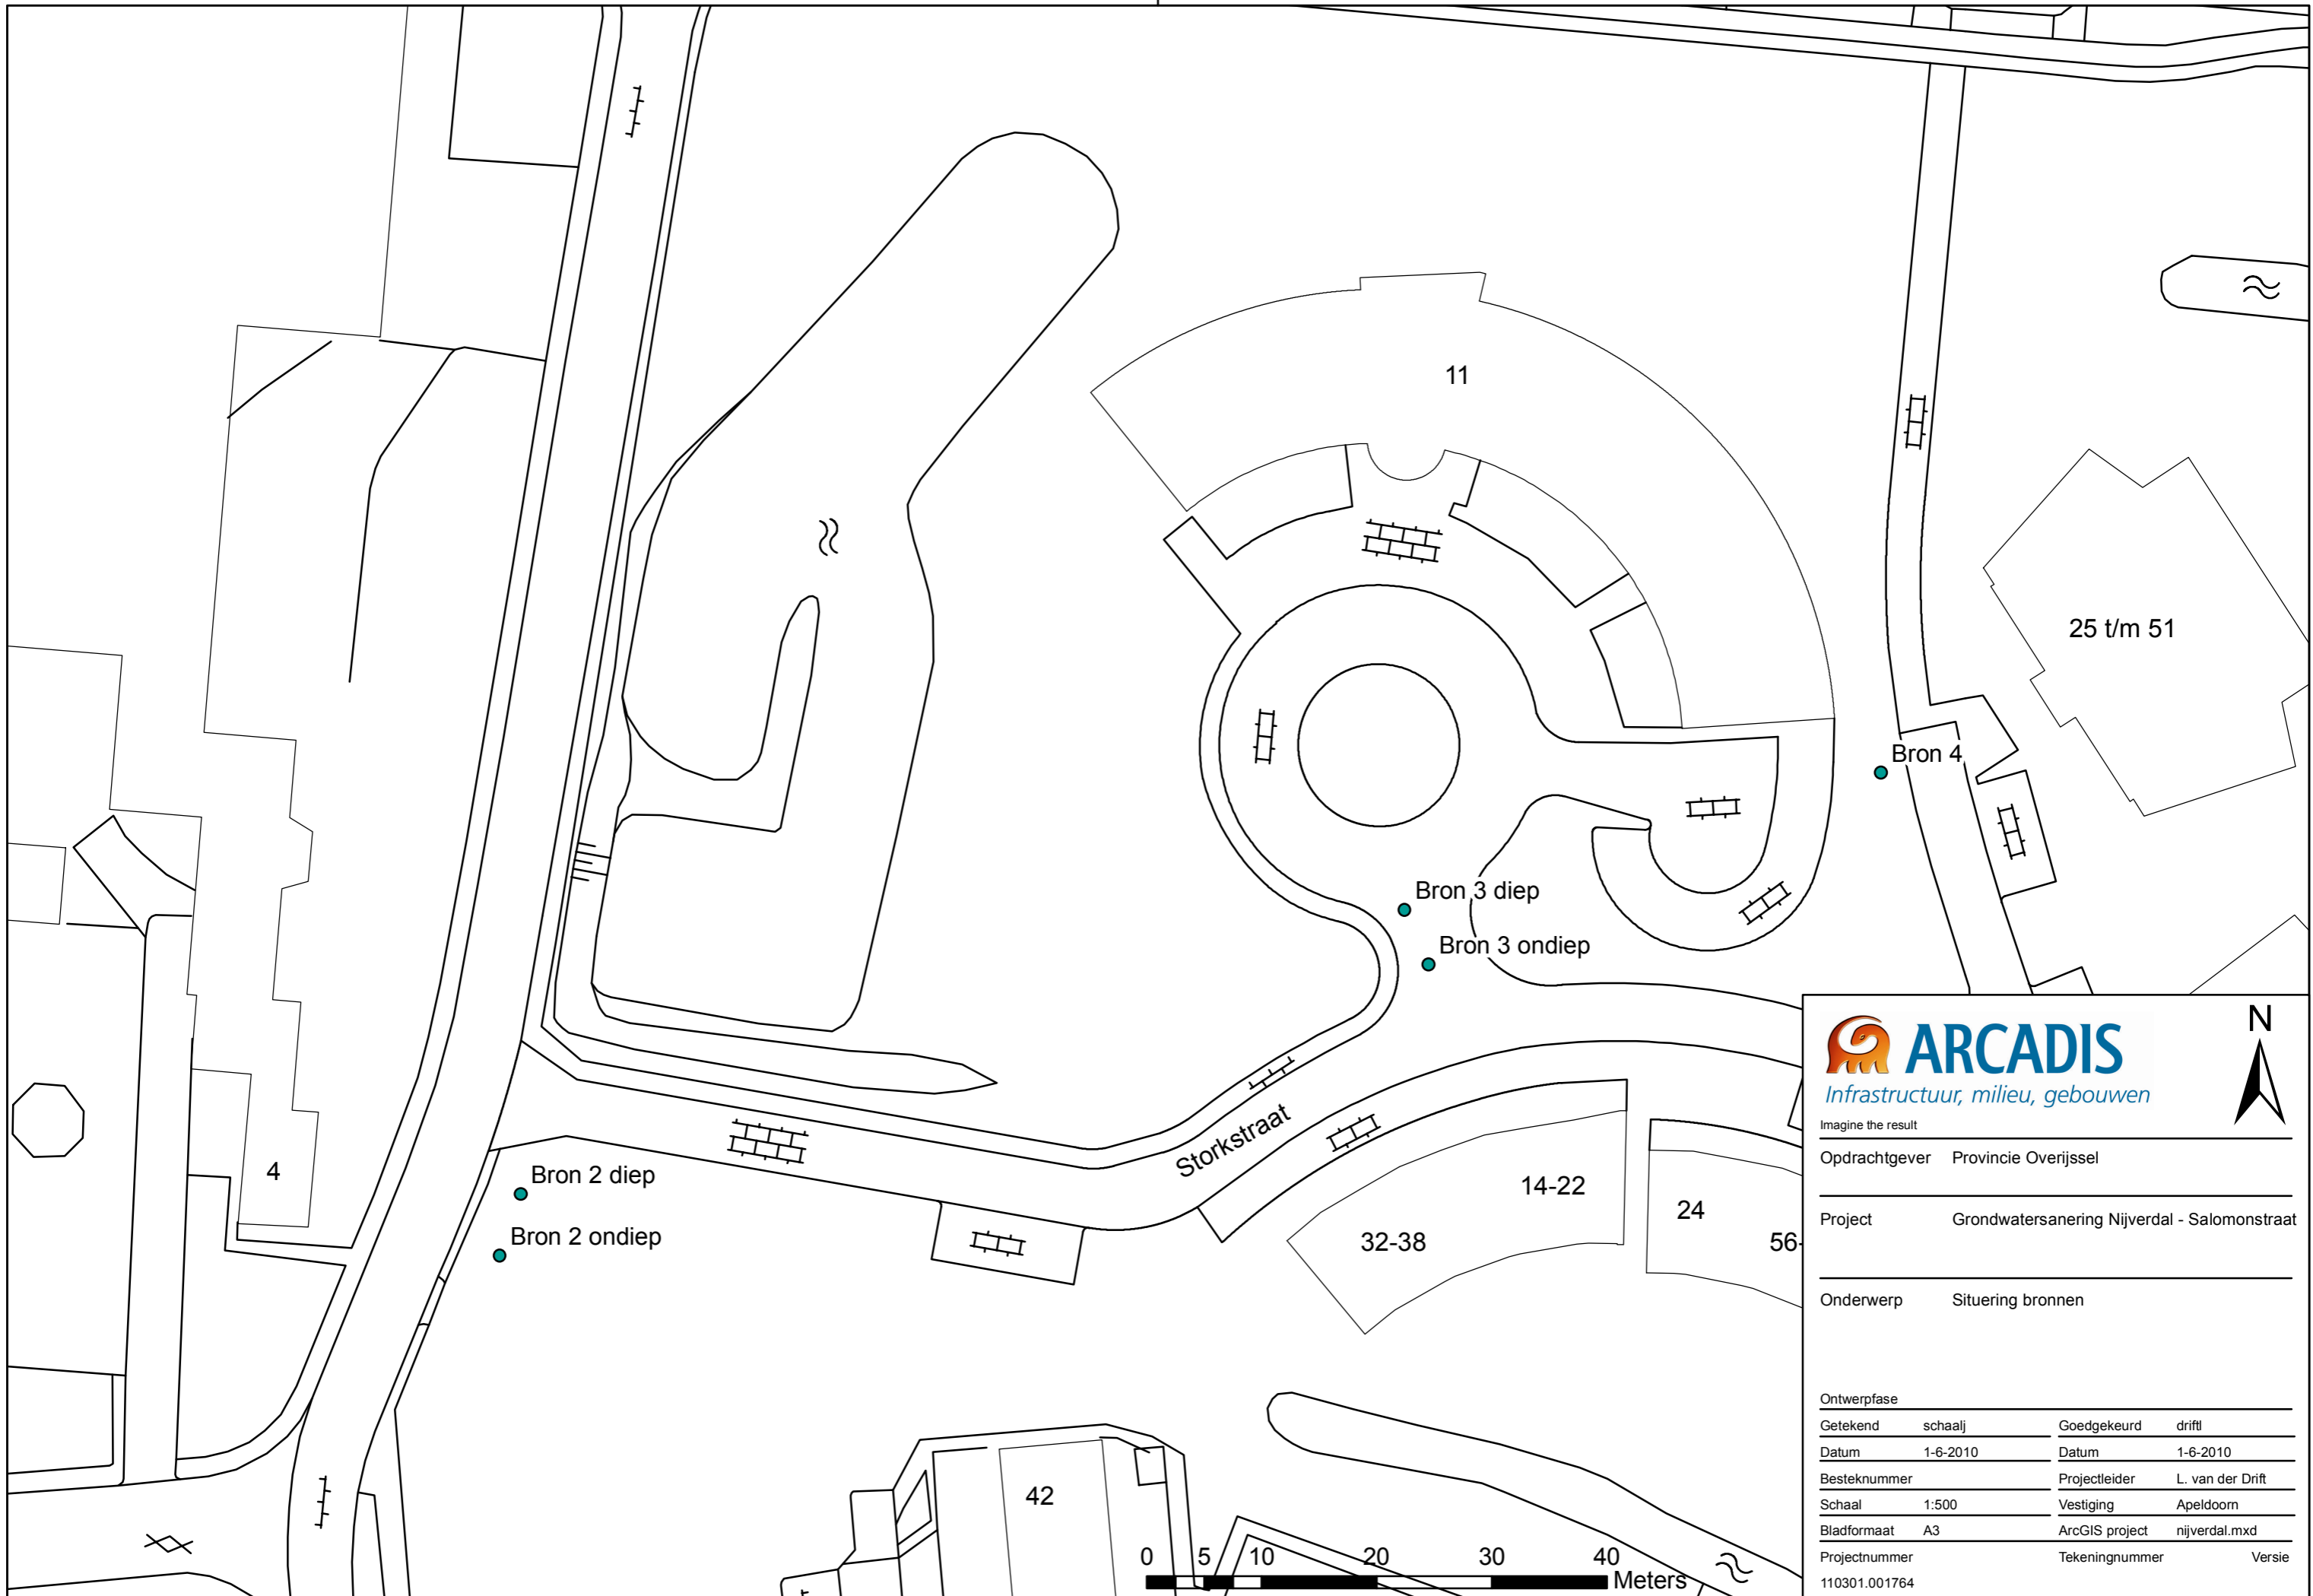 11
25 t/m 51
Bron 4
Bron 3 diep
Bron 3 ondiep
Storkstraat
Bron 2 diep
Bron 2 ondiep
4
14-22
24
32-38
56-
42
0 5 10 20 30 40
Meters
N
ARCADIS
Infrastructuur, milieu, gebouwen
Imagine the result
Opdrachtgever Provincie Overijssel
Project Grondwatersanering Nijverdal - Salomonstraat
Onderwerp Situering bronnen
Ontwerpfase
Getekend schaalj Goedgekeurd driftl
Datum 1-6-2010 Datum 1-6-2010
Besteknummer Projectleider L. van der Drift
Schaal 1:500 Vestiging Apeldoorn
Bladformaat A3 ArcGIS project nijverdal.mxd
Projectnummer Tekeningnummer Versie
110301.001764